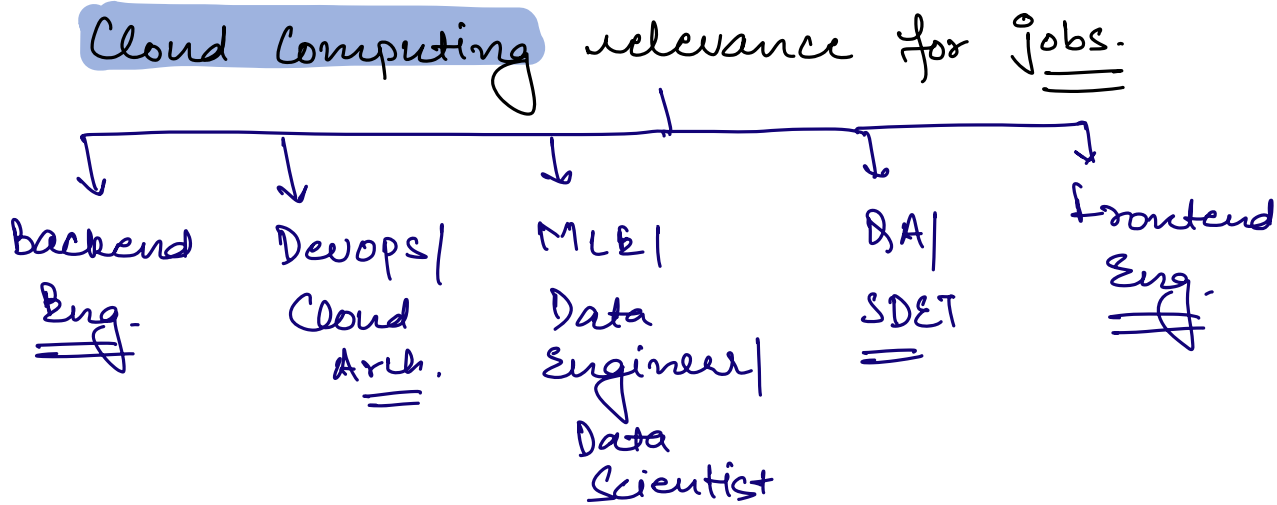 Cloud Computing relevance for jobs.
Backend
Eng.
Devops/
Cloud
Arch.
MLE/
Data
Engineer/
Data
Scientist
QA/
SDET
Frontend
Eng.